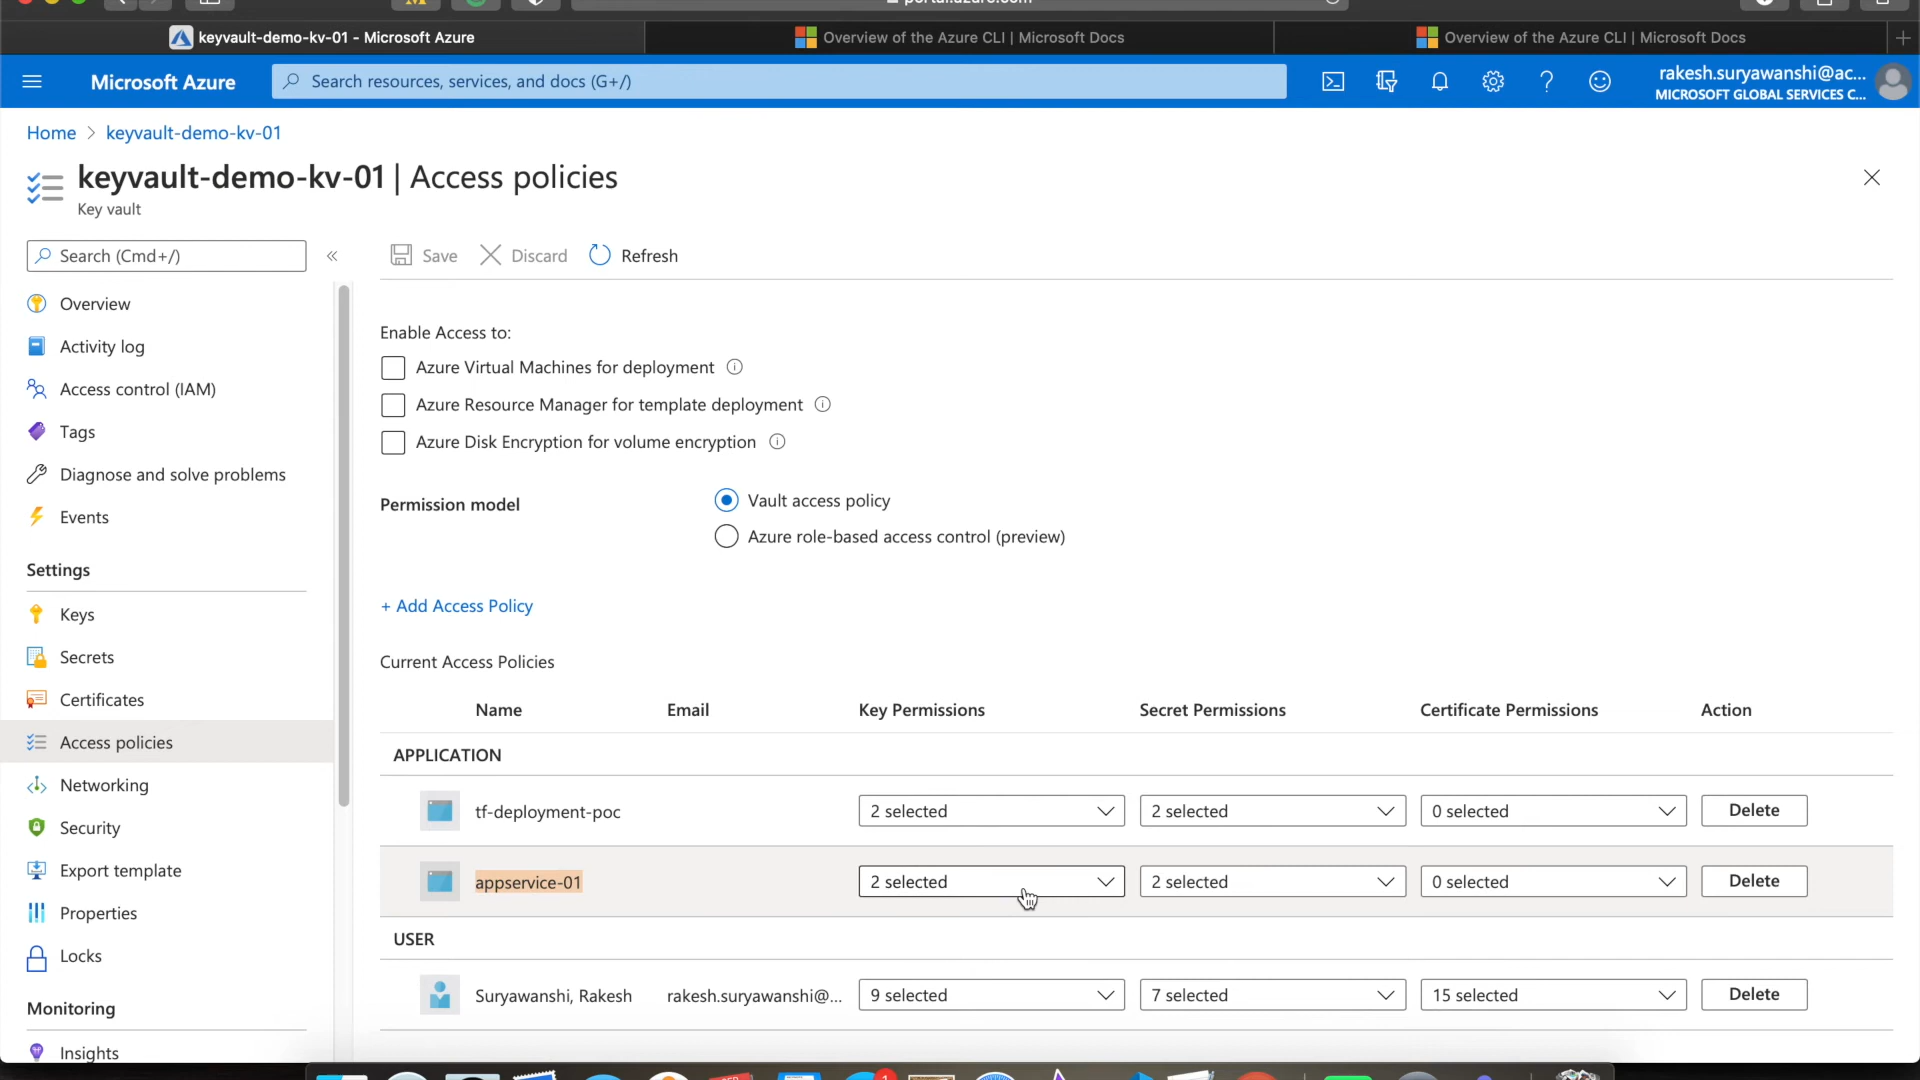 portal.azure.com
keyvault-demo-kv-01 - Microsoft Azure
Overview of the Azure CLI | Microsoft Docs
Overview of the Azure CLI | Microsoft Docs
Microsoft Azure
Search resources, services, and docs (G+/)
rakesh.suryawanshi@ac...
MICROSOFT GLOBAL SERVICES C...
Home > keyvault-demo-kv-01
keyvault-demo-kv-01 | Access policies
Key vault
Search (Cmd+/)
Save
Discard
Refresh
Overview
Activity log
Access control (IAM)
Tags
Diagnose and solve problems
Events
Settings
Keys
Secrets
Certificates
Access policies
Networking
Security
Export template
Properties
Locks
Monitoring
Insights
Enable Access to:
Azure Virtual Machines for deployment
Azure Resource Manager for template deployment
Azure Disk Encryption for volume encryption
Permission model
Vault access policy
Azure role-based access control (preview)
+ Add Access Policy
Current Access Policies
Name Email Key Permissions Secret Permissions Certificate Permissions Action
APPLICATION
tf-deployment-poc 2 selected 2 selected 0 selected Delete
appservice-01 2 selected 2 selected 0 selected Delete
USER
Suryawanshi, Rakesh rakesh.suryawanshi@... 9 selected 7 selected 15 selected Delete
1